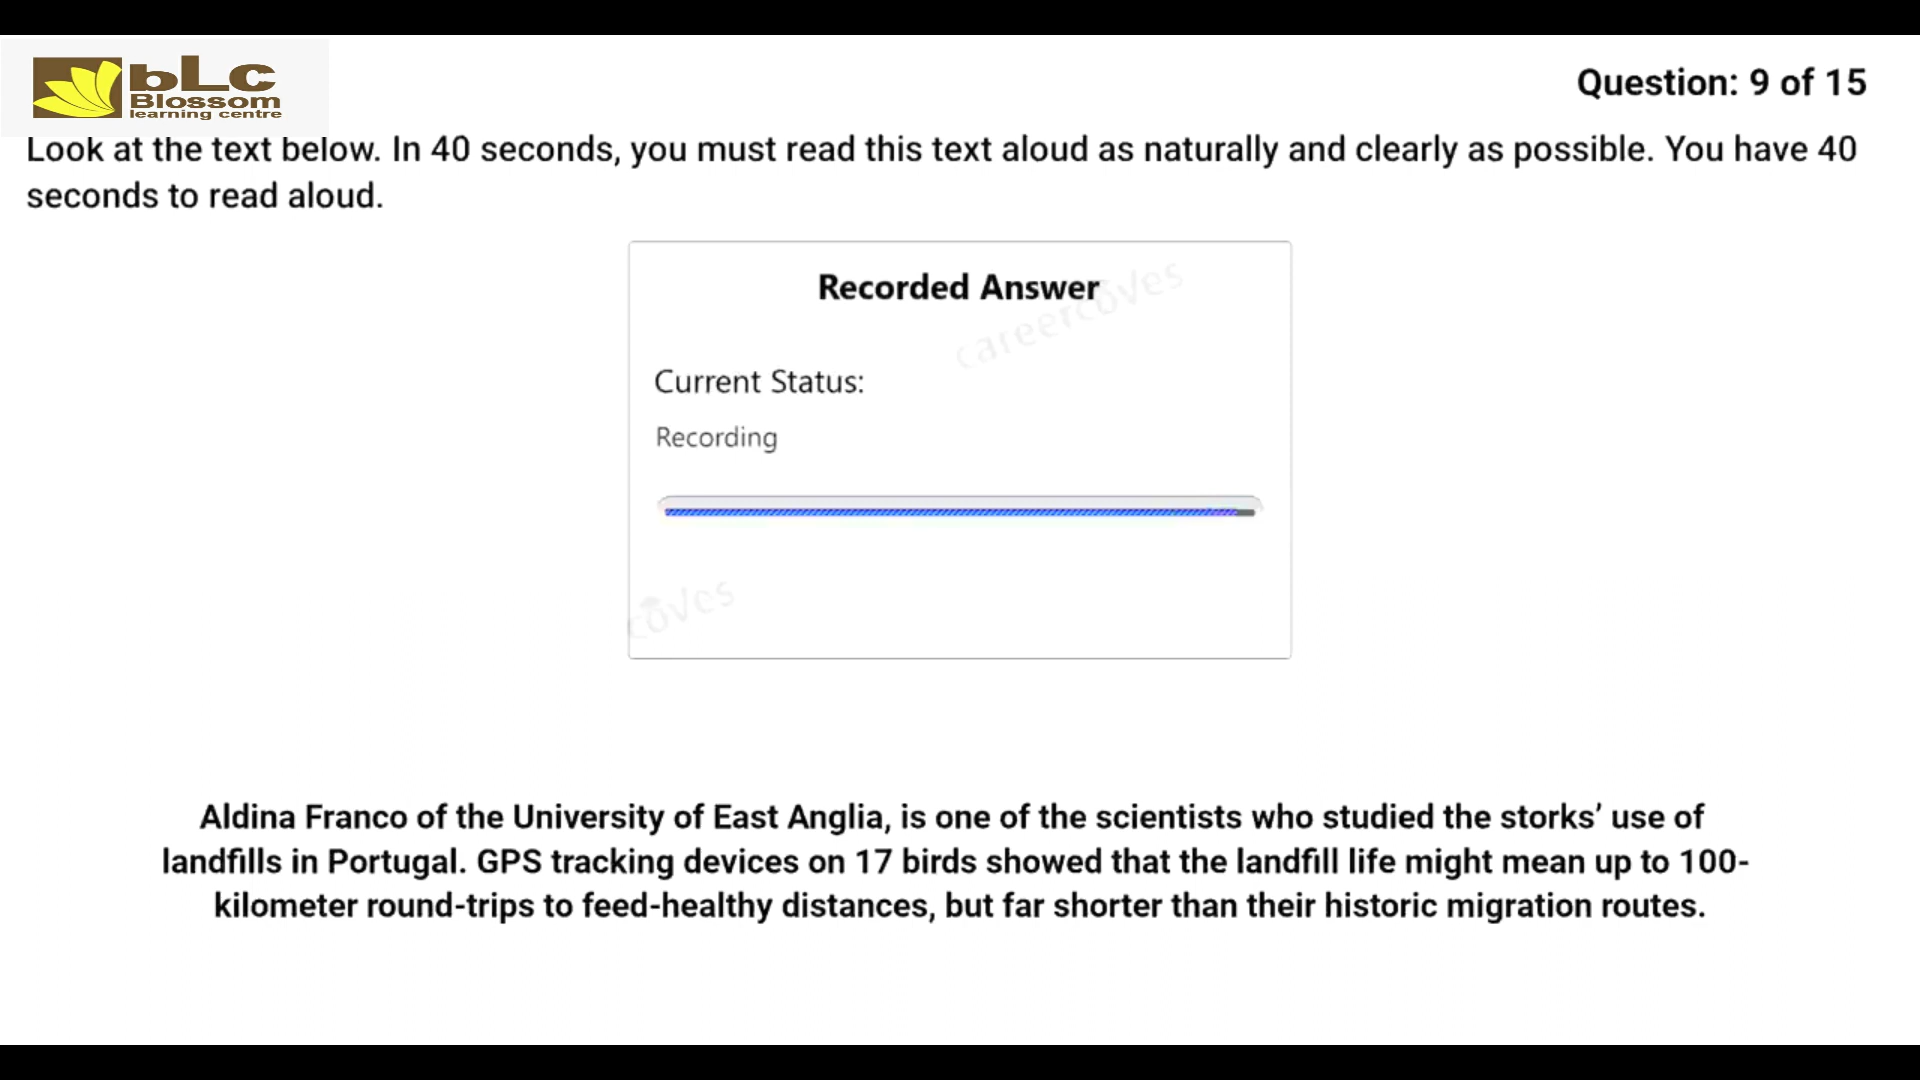 bLc
Blossom
learning centre
Question: 9 of 15
Look at the text below. In 40 seconds, you must read this text aloud as naturally and clearly as possible. You have 40
seconds to read aloud.
Recorded Answer
careercoves
Current Status:
Recording
coves
Aldina Franco of the University of East Anglia, is one of the scientists who studied the storks’ use of
landfills in Portugal. GPS tracking devices on 17 birds showed that the landfill life might mean up to 100-
kilometer round-trips to feed-healthy distances, but far shorter than their historic migration routes.